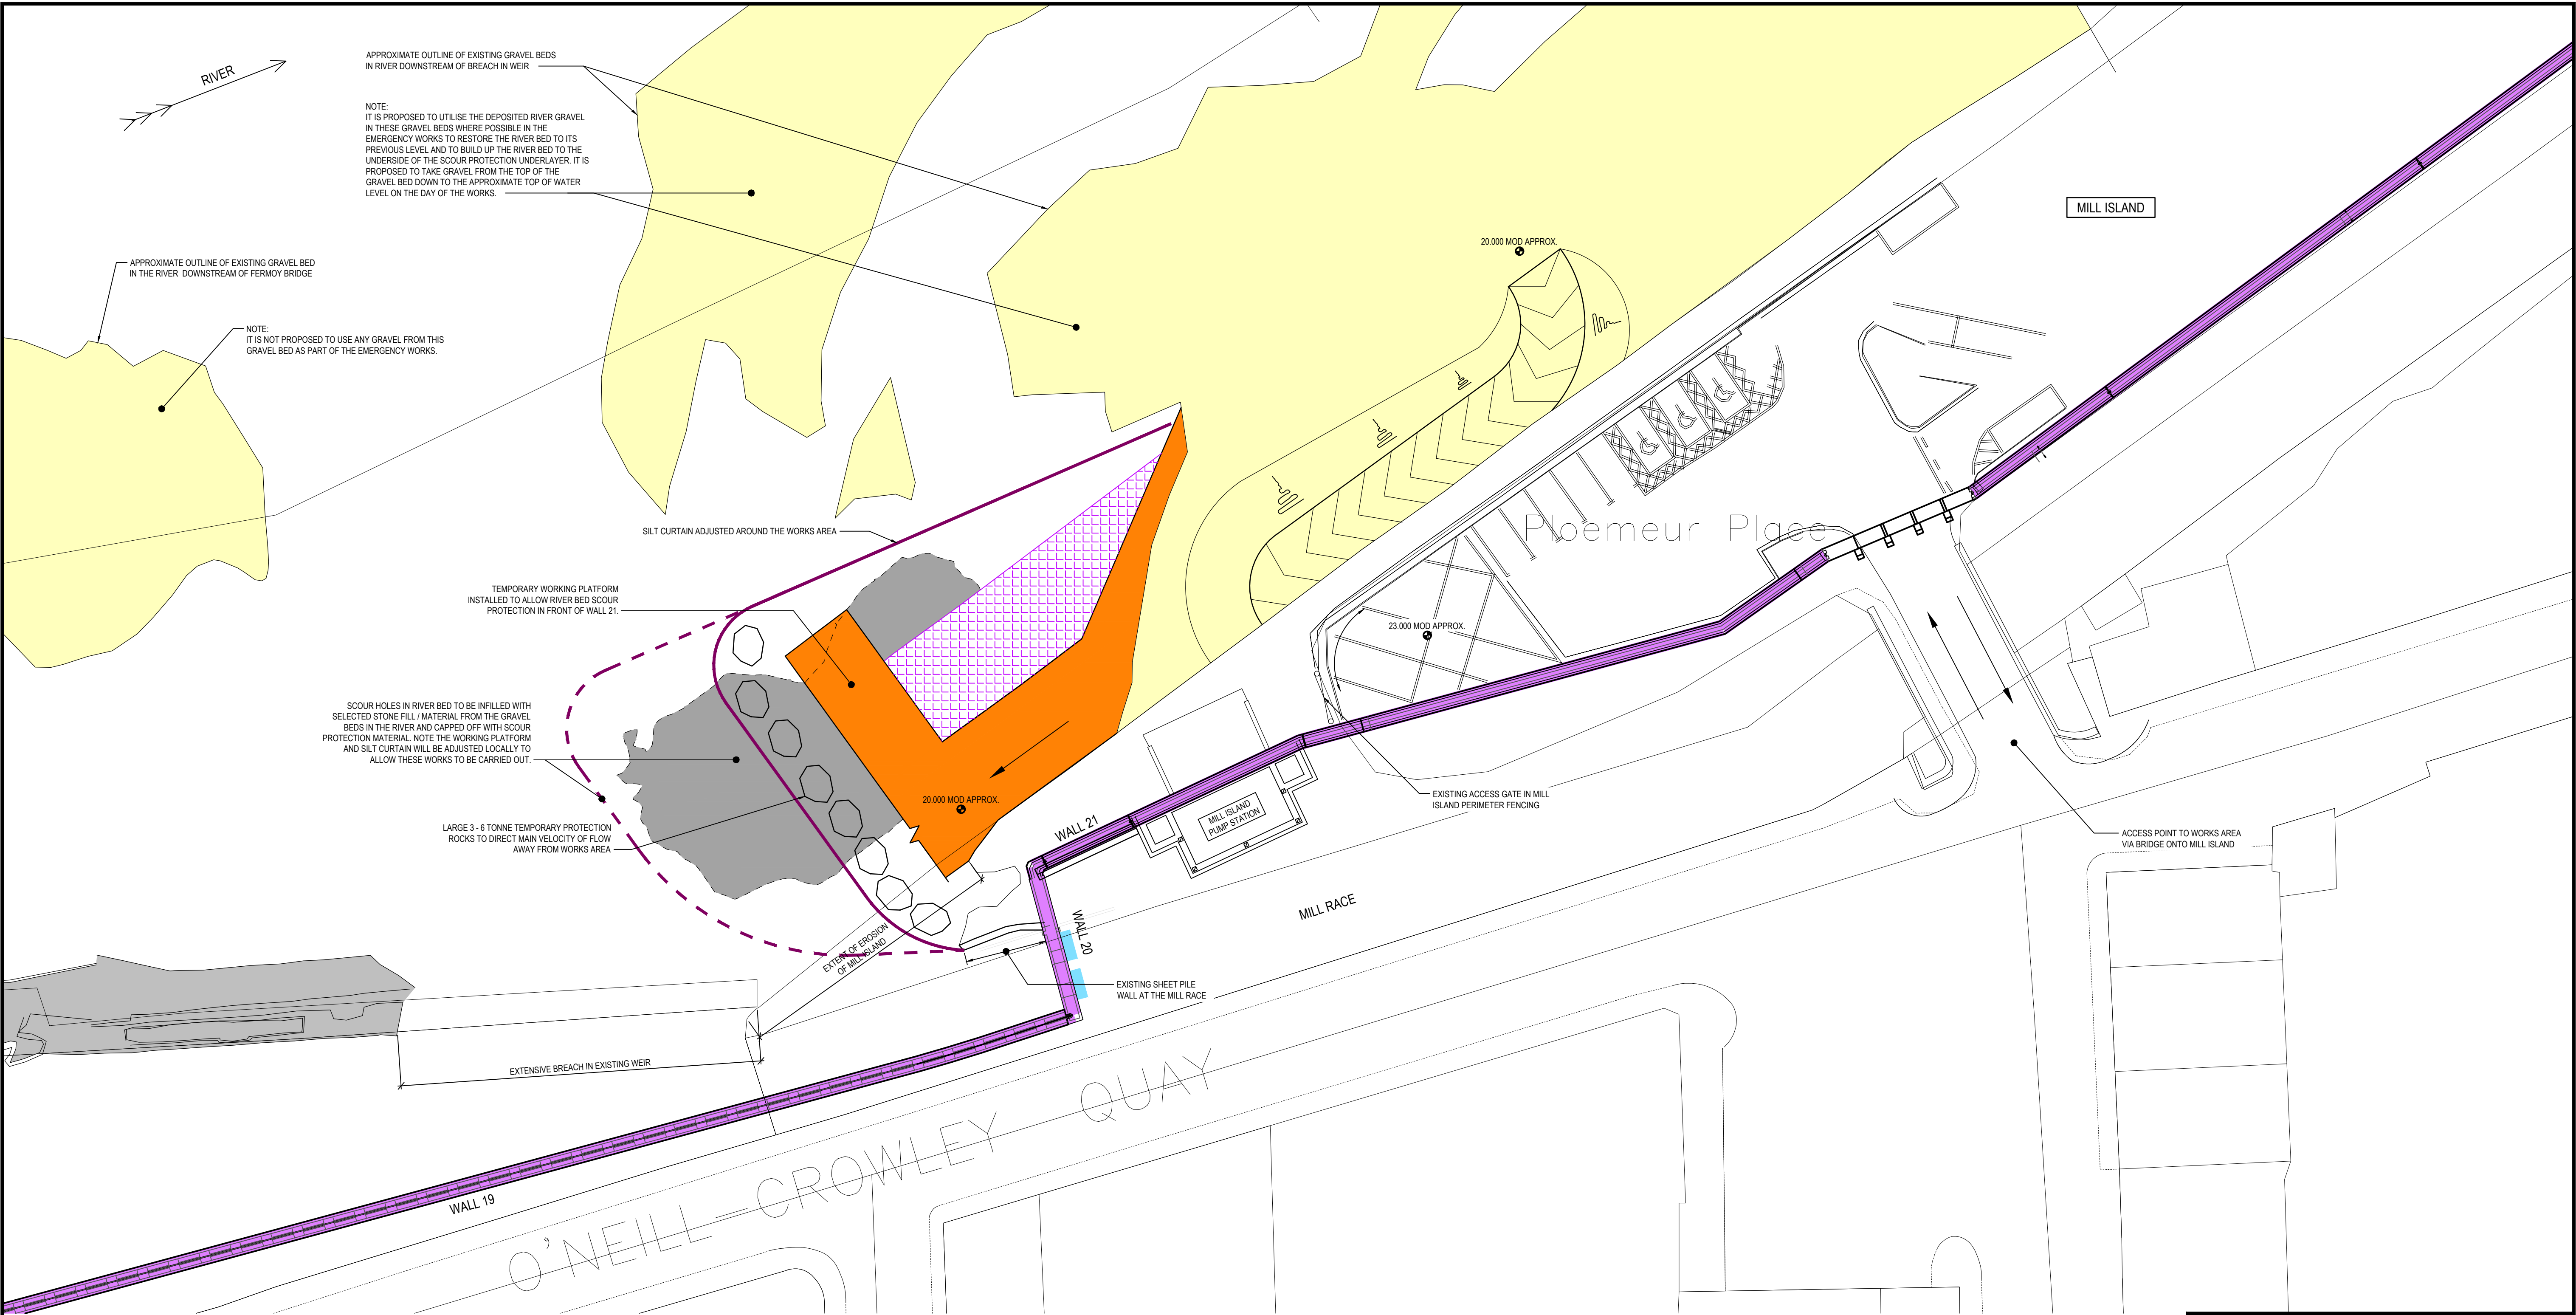 RIVER
APPROXIMATE OUTLINE OF EXISTING GRAVEL BEDS
IN RIVER DOWNSTREAM OF BREACH IN WEIR
NOTE:
IT IS PROPOSED TO UTILISE THE DEPOSITED RIVER GRAVEL
IN THESE GRAVEL BEDS WHERE POSSIBLE IN THE
EMERGENCY WORKS TO RESTORE THE RIVER BED TO ITS
PREVIOUS LEVEL AND TO BUILD UP THE RIVER BED TO THE
UNDERSIDE OF THE SCOUR PROTECTION UNDERLAYER. IT IS
PROPOSED TO TAKE GRAVEL FROM THE TOP OF THE
GRAVEL BED DOWN TO THE APPROXIMATE TOP OF WATER
LEVEL ON THE DAY OF THE WORKS.
MILL ISLAND
20.000 MOD APPROX.
APPROXIMATE OUTLINE OF EXISTING GRAVEL BED
IN THE RIVER DOWNSTREAM OF FERMOY BRIDGE
NOTE:
IT IS NOT PROPOSED TO USE ANY GRAVEL FROM THIS
GRAVEL BED AS PART OF THE EMERGENCY WORKS.
SILT CURTAIN ADJUSTED AROUND THE WORKS AREA
Ploemeur Place
TEMPORARY WORKING PLATFORM
INSTALLED TO ALLOW RIVER BED SCOUR
PROTECTION IN FRONT OF WALL 21.
23.000 MOD APPROX.
SCOUR HOLES IN RIVER BED TO BE INFILLED WITH
SELECTED STONE FILL / MATERIAL FROM THE GRAVEL
BEDS IN THE RIVER AND CAPPED OFF WITH SCOUR
PROTECTION MATERIAL. NOTE THE WORKING PLATFORM
AND SILT CURTAIN WILL BE ADJUSTED LOCALLY TO
ALLOW THESE WORKS TO BE CARRIED OUT.
20.000 MOD APPROX.
EXISTING ACCESS GATE IN MILL
ISLAND PERIMETER FENCING
MILL ISLAND
PUMP STATION
WALL 21
LARGE 3 - 6 TONNE TEMPORARY PROTECTION
ROCKS TO DIRECT MAIN VELOCITY OF FLOW
AWAY FROM WORKS AREA
ACCESS POINT TO WORKS AREA
VIA BRIDGE ONTO MILL ISLAND
MILL RACE
WALL 20
EXTENT OF EROSION
OF MILL ISLAND
EXISTING SHEET PILE
WALL AT THE MILL RACE
EXTENSIVE BREACH IN EXISTING WEIR
WALL 19
O'NEILL-CROWLEY QUAY